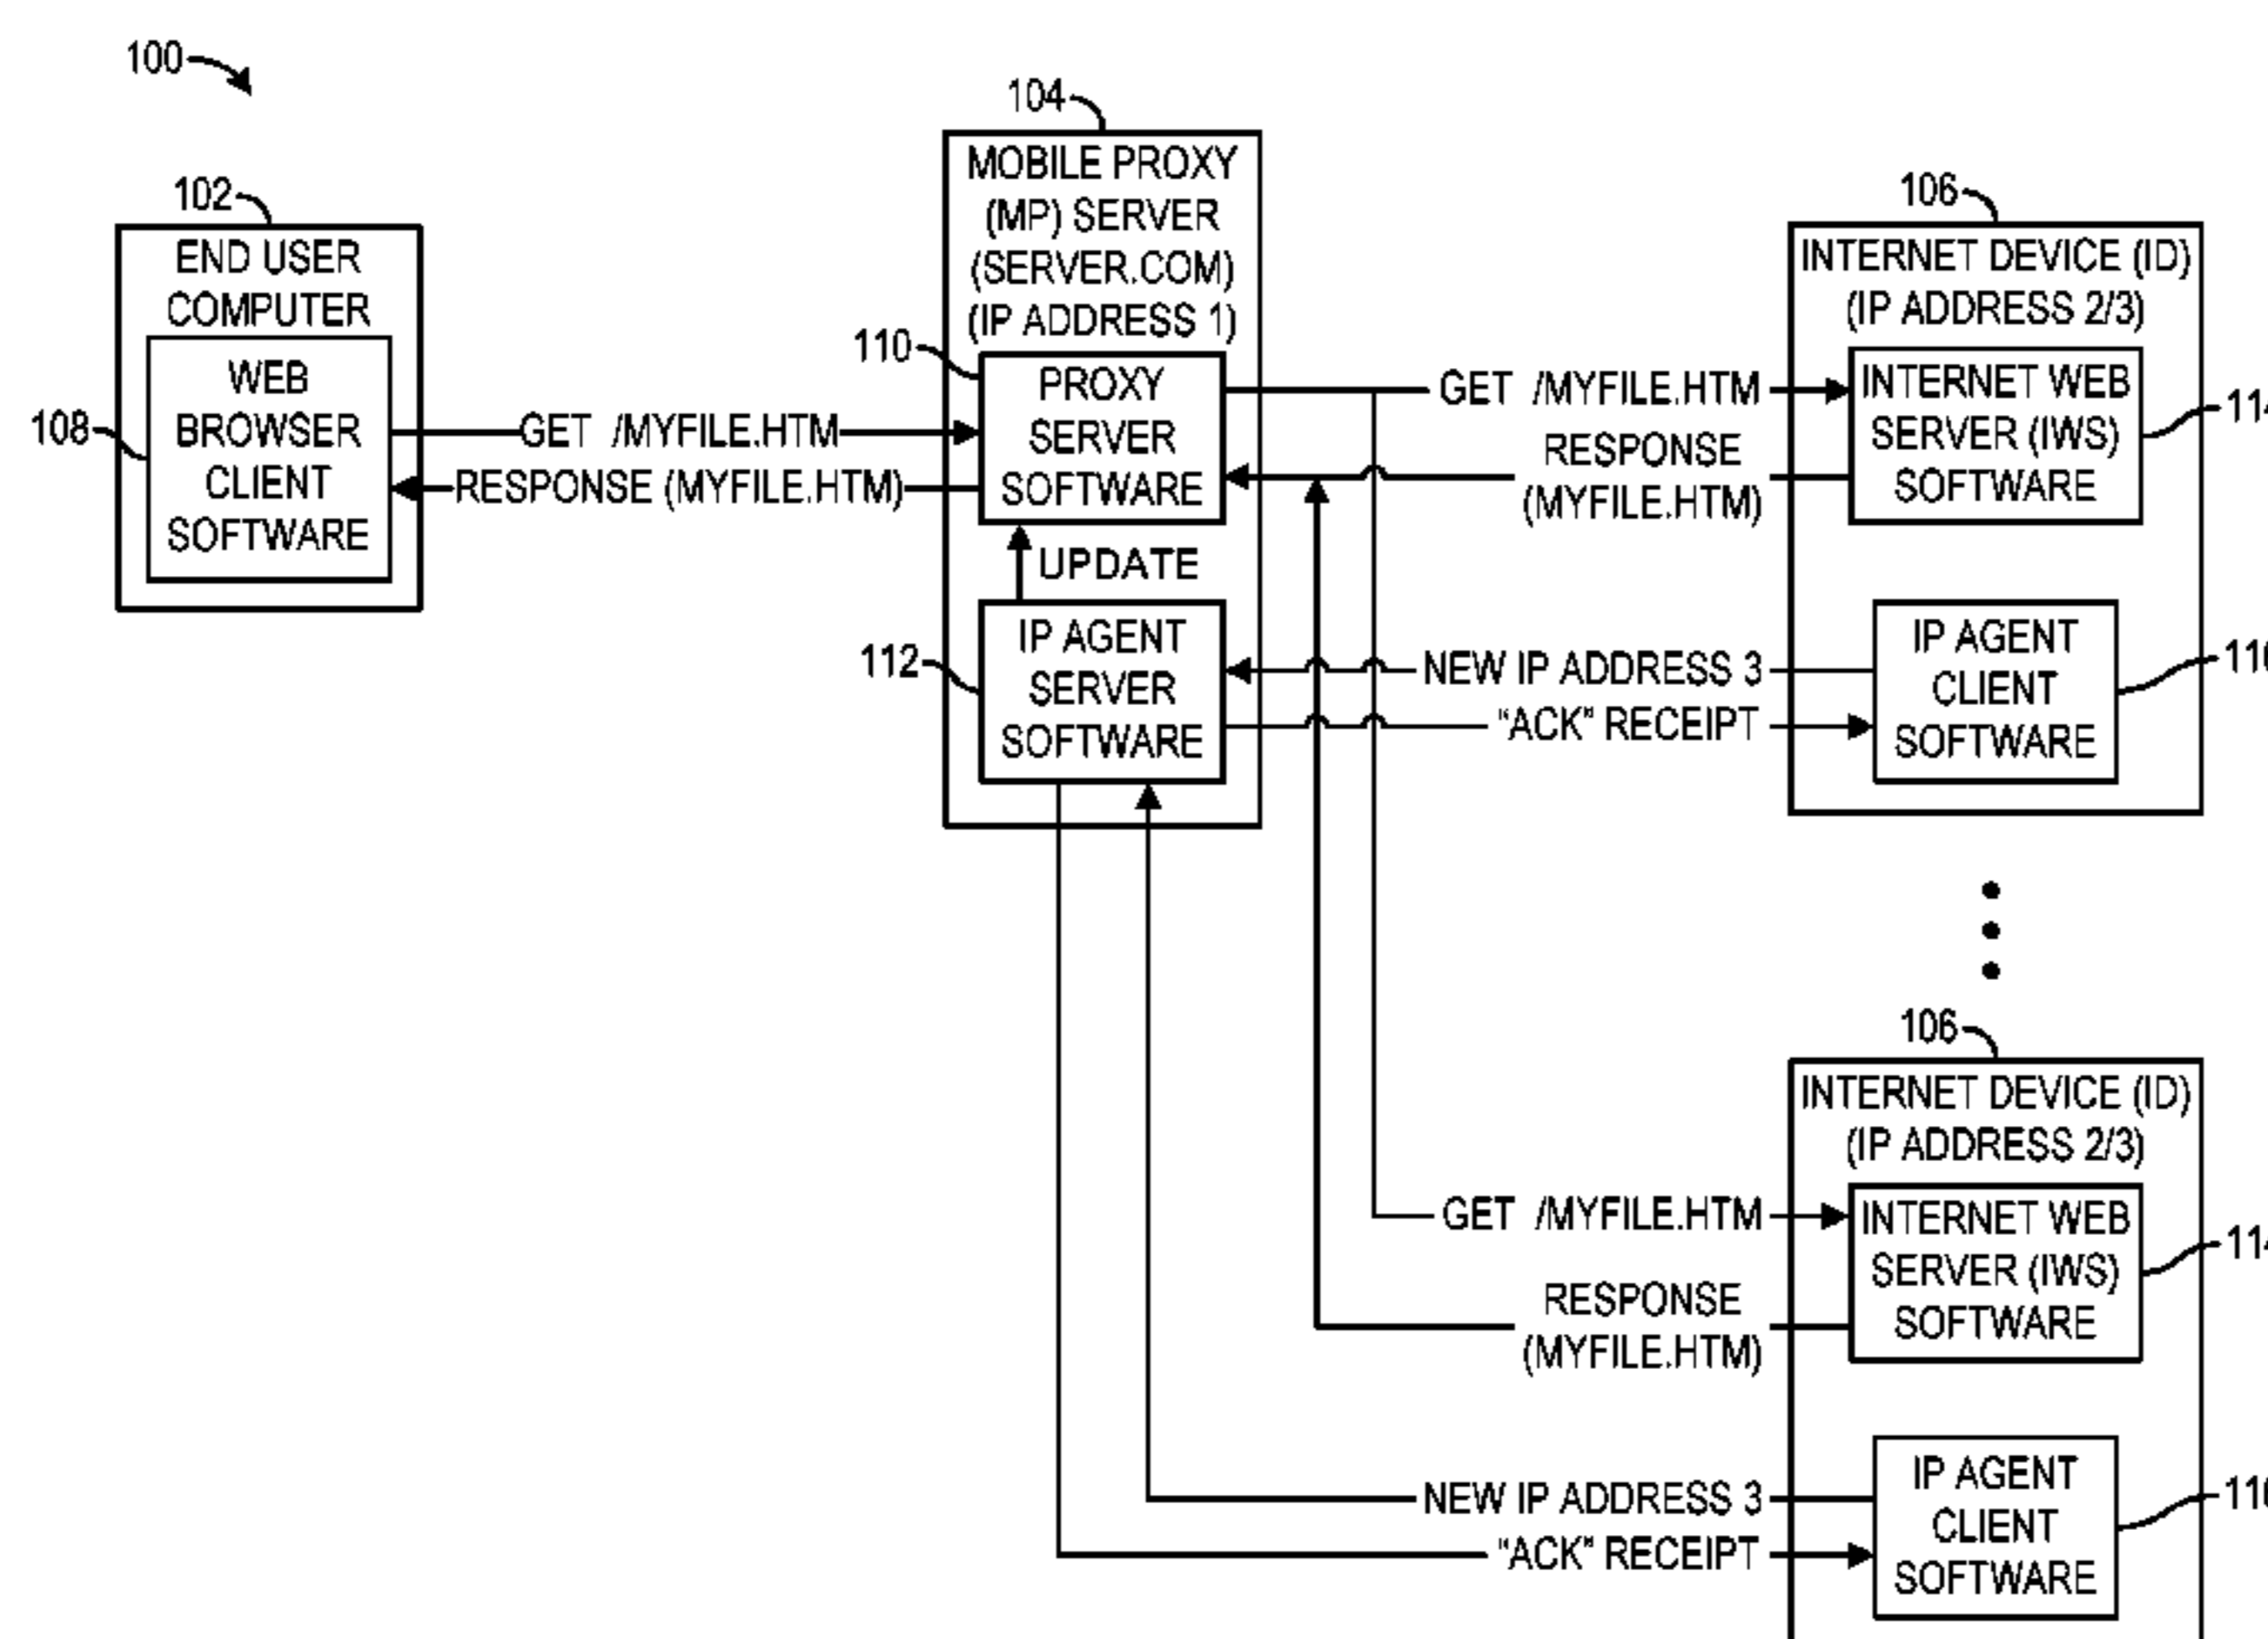 100
102
END USER
COMPUTER
108
WEB
BROWSER
CLIENT
SOFTWARE
GET /MYFILE.HTM
RESPONSE (MYFILE.HTM)
104
MOBILE PROXY
(MP) SERVER
(SERVER.COM)
(IP ADDRESS 1)
110
PROXY
SERVER
SOFTWARE
UPDATE
112
IP AGENT
SERVER
SOFTWARE
GET /MYFILE.HTM
RESPONSE
(MYFILE.HTM)
NEW IP ADDRESS 3
"ACK" RECEIPT
106
INTERNET DEVICE (ID)
(IP ADDRESS 2/3)
INTERNET WEB
SERVER (IWS)
SOFTWARE
IP AGENT
CLIENT
SOFTWARE
GET /MYFILE.HTM
RESPONSE
(MYFILE.HTM)
NEW IP ADDRESS 3
"ACK" RECEIPT
106
INTERNET DEVICE (ID)
(IP ADDRESS 2/3)
INTERNET WEB
SERVER (IWS)
SOFTWARE
IP AGENT
CLIENT
SOFTWARE